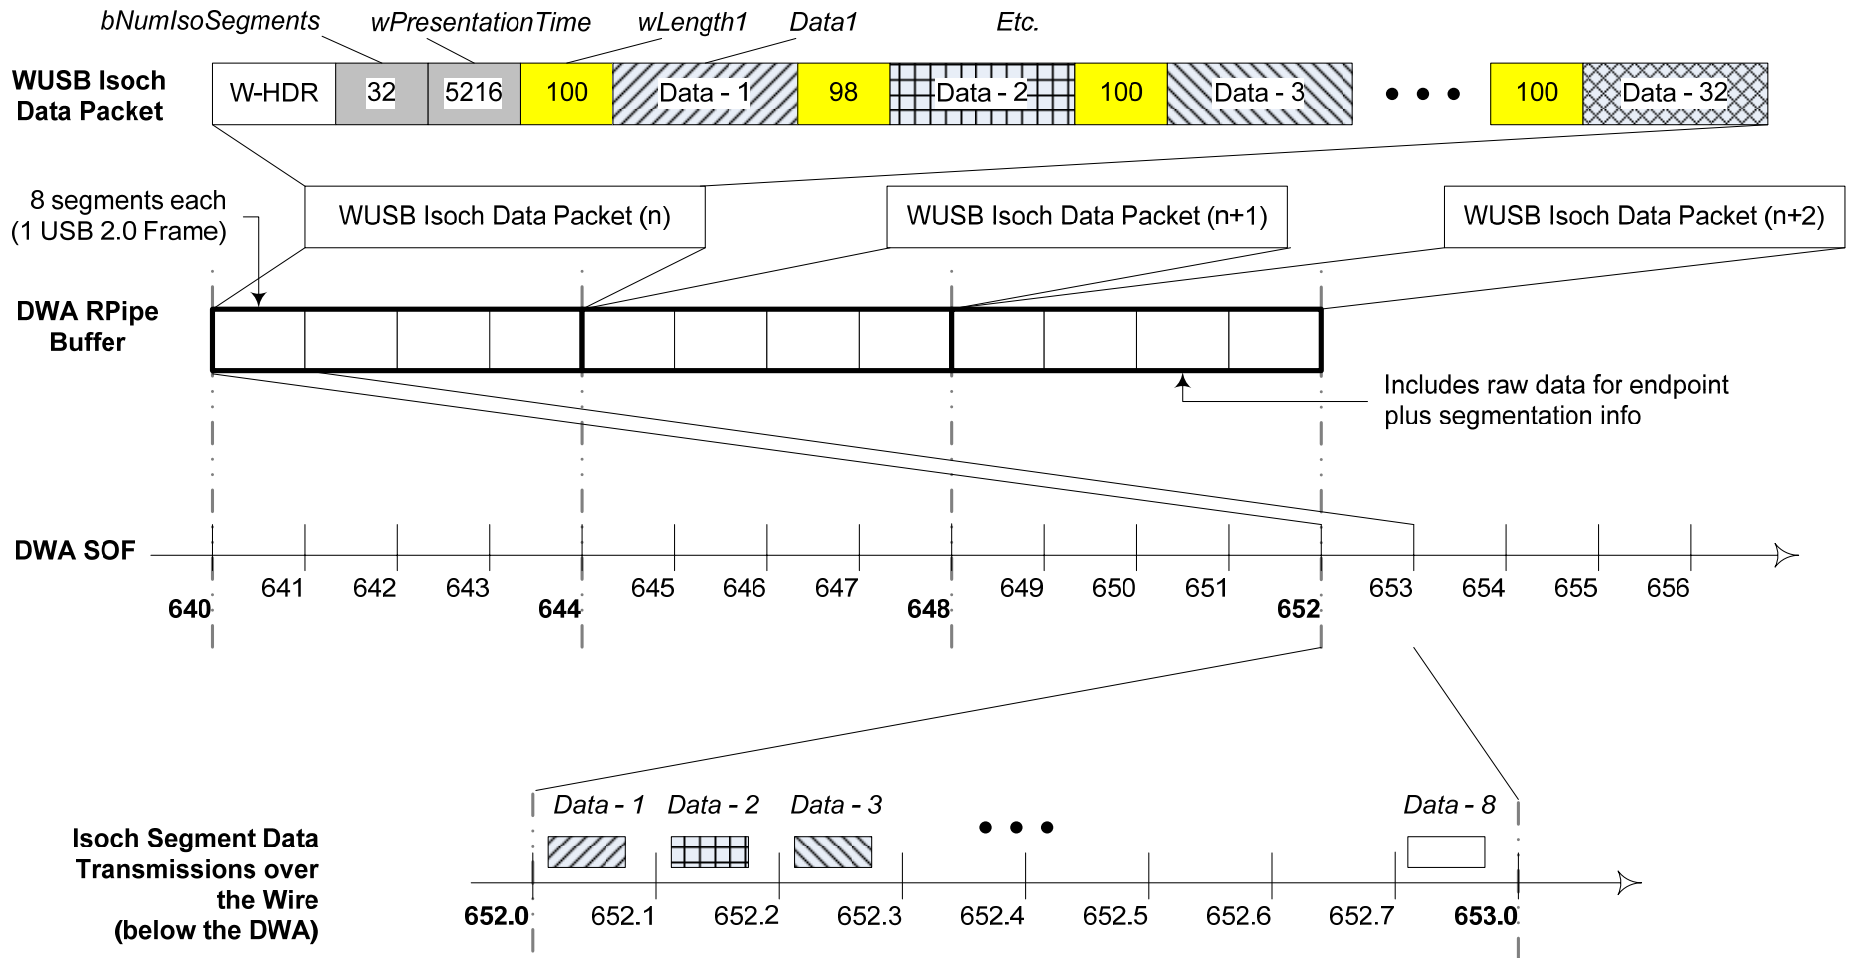 bNumIsoSegments wPresentationTime wLength1 Data1 Etc.
WUSB Isoch
Data Packet
W-HDR 32 5216 100 Data - 1 98 Data - 2 100 Data - 3 • • • 100 Data - 32
8 segments each
(1 USB 2.0 Frame)
WUSB Isoch Data Packet (n) WUSB Isoch Data Packet (n+1) WUSB Isoch Data Packet (n+2)
DWA RPipe
Buffer
Includes raw data for endpoint
plus segmentation info
DWA SOF
640 641 642 643 644 645 646 647 648 649 650 651 652 653 654 655 656
Data - 1 Data - 2 Data - 3 • • • Data - 8
Isoch Segment Data
Transmissions over
the Wire
(below the DWA)
652.0 652.1 652.2 652.3 652.4 652.5 652.6 652.7 653.0